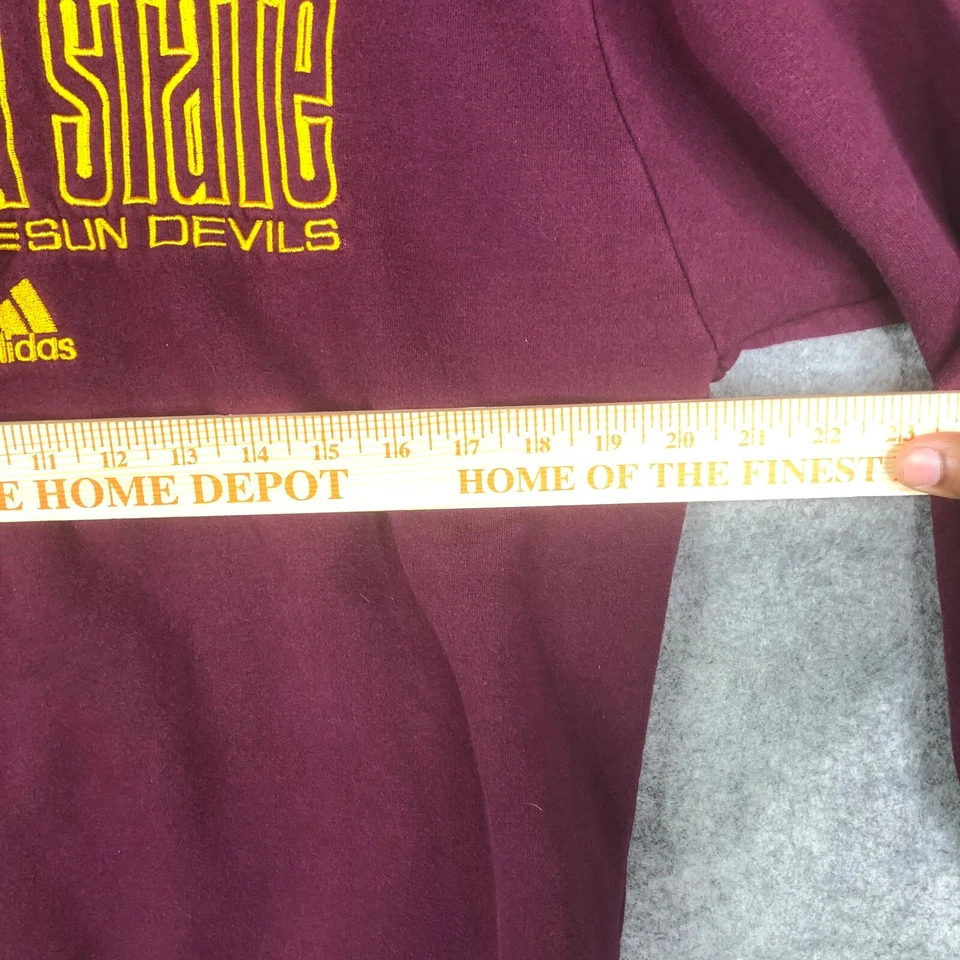 State
SUN DEVILS
didas
11 12 13 14 15 16 17 18 19 20 21 22 23
HOME DEPOT HOME OF THE FINEST